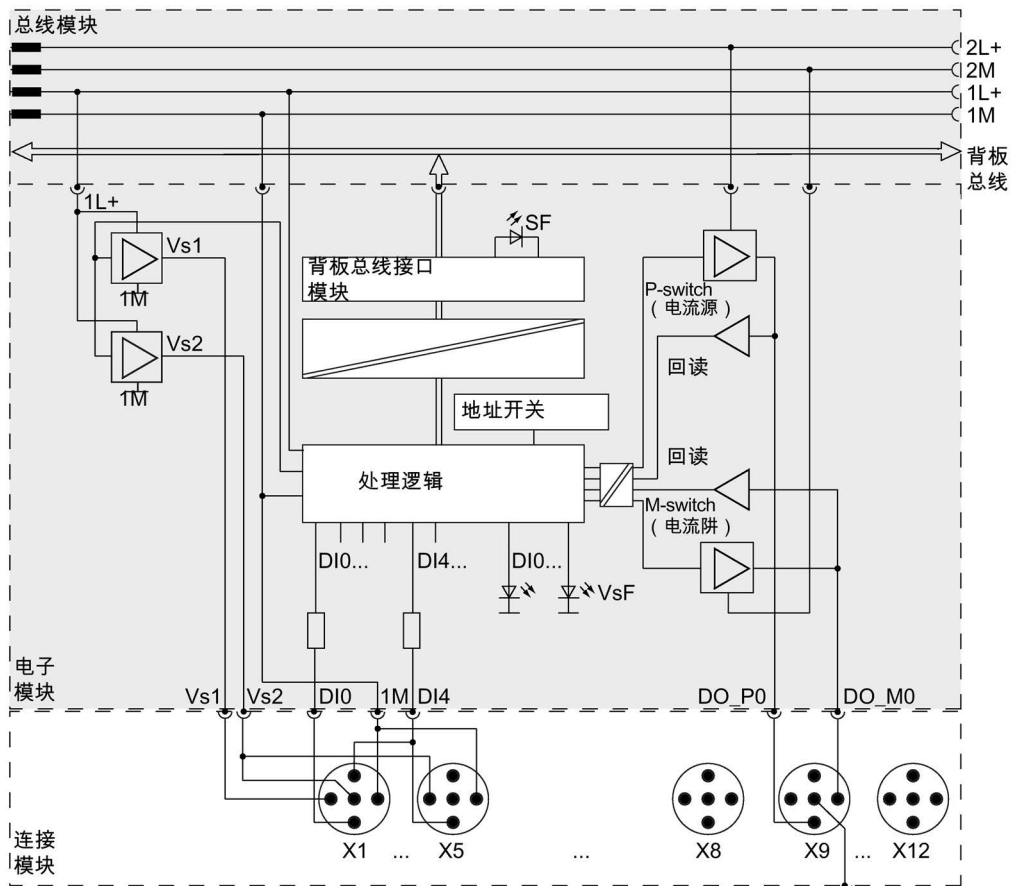 总线模块
2L+
2M
1L+
1M
背板
总线
1L+
SF
Vs1
1M
背板总线接口
模块
P-switch
（电流源）
Vs2
1M
回读
地址开关
处理逻辑
回读
M-switch
（电流阱）
DI0...
DI4...
DI0...
VsF
电子
模块
Vs1
Vs2
DI0
1M
DI4
DO_P0
DO_M0
连接
模块
X1
...
X5
...
X8
X9
...
X12